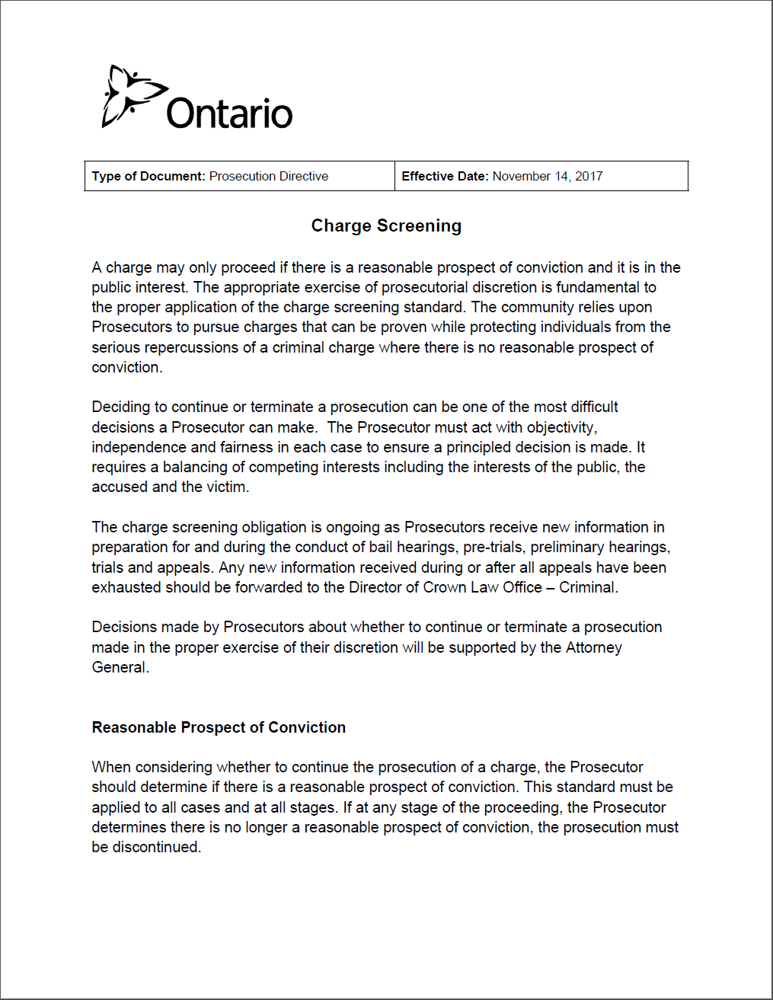 Ontario
Type of Document: Prosecution Directive
Effective Date: November 14, 2017
Charge Screening
A charge may only proceed if there is a reasonable prospect of conviction and it is in the
public interest. The appropriate exercise of prosecutorial discretion is fundamental to
the proper application of the charge screening standard. The community relies upon
Prosecutors to pursue charges that can be proven while protecting individuals from the
serious repercussions of a criminal charge where there is no reasonable prospect of
conviction.
Deciding to continue or terminate a prosecution can be one of the most difficult
decisions a Prosecutor can make.  The Prosecutor must act with objectivity,
independence and fairness in each case to ensure a principled decision is made. It
requires a balancing of competing interests including the interests of the public, the
accused and the victim.
The charge screening obligation is ongoing as Prosecutors receive new information in
preparation for and during the conduct of bail hearings, pre-trials, preliminary hearings,
trials and appeals. Any new information received during or after all appeals have been
exhausted should be forwarded to the Director of Crown Law Office – Criminal.
Decisions made by Prosecutors about whether to continue or terminate a prosecution
made in the proper exercise of their discretion will be supported by the Attorney
General.
Reasonable Prospect of Conviction
When considering whether to continue the prosecution of a charge, the Prosecutor
should determine if there is a reasonable prospect of conviction. This standard must be
applied to all cases and at all stages. If at any stage of the proceeding, the Prosecutor
determines there is no longer a reasonable prospect of conviction, the prosecution must
be discontinued.